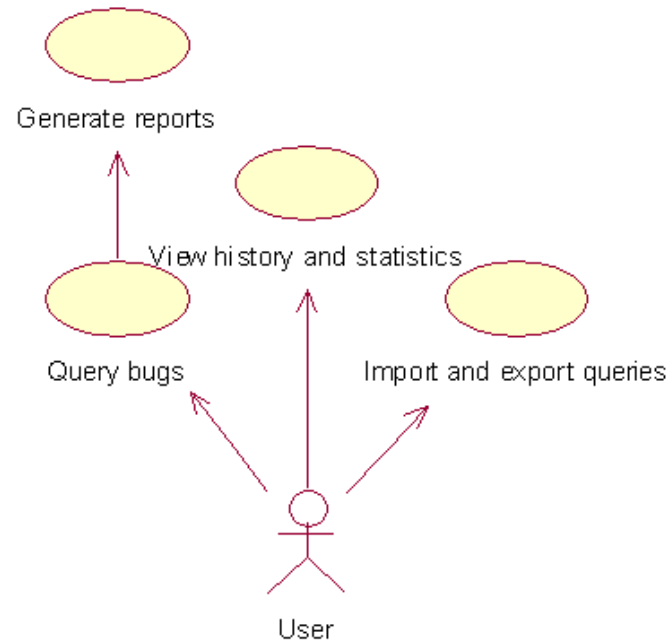 Generate reports
View history and statistics
Query bugs
Import and export queries
User